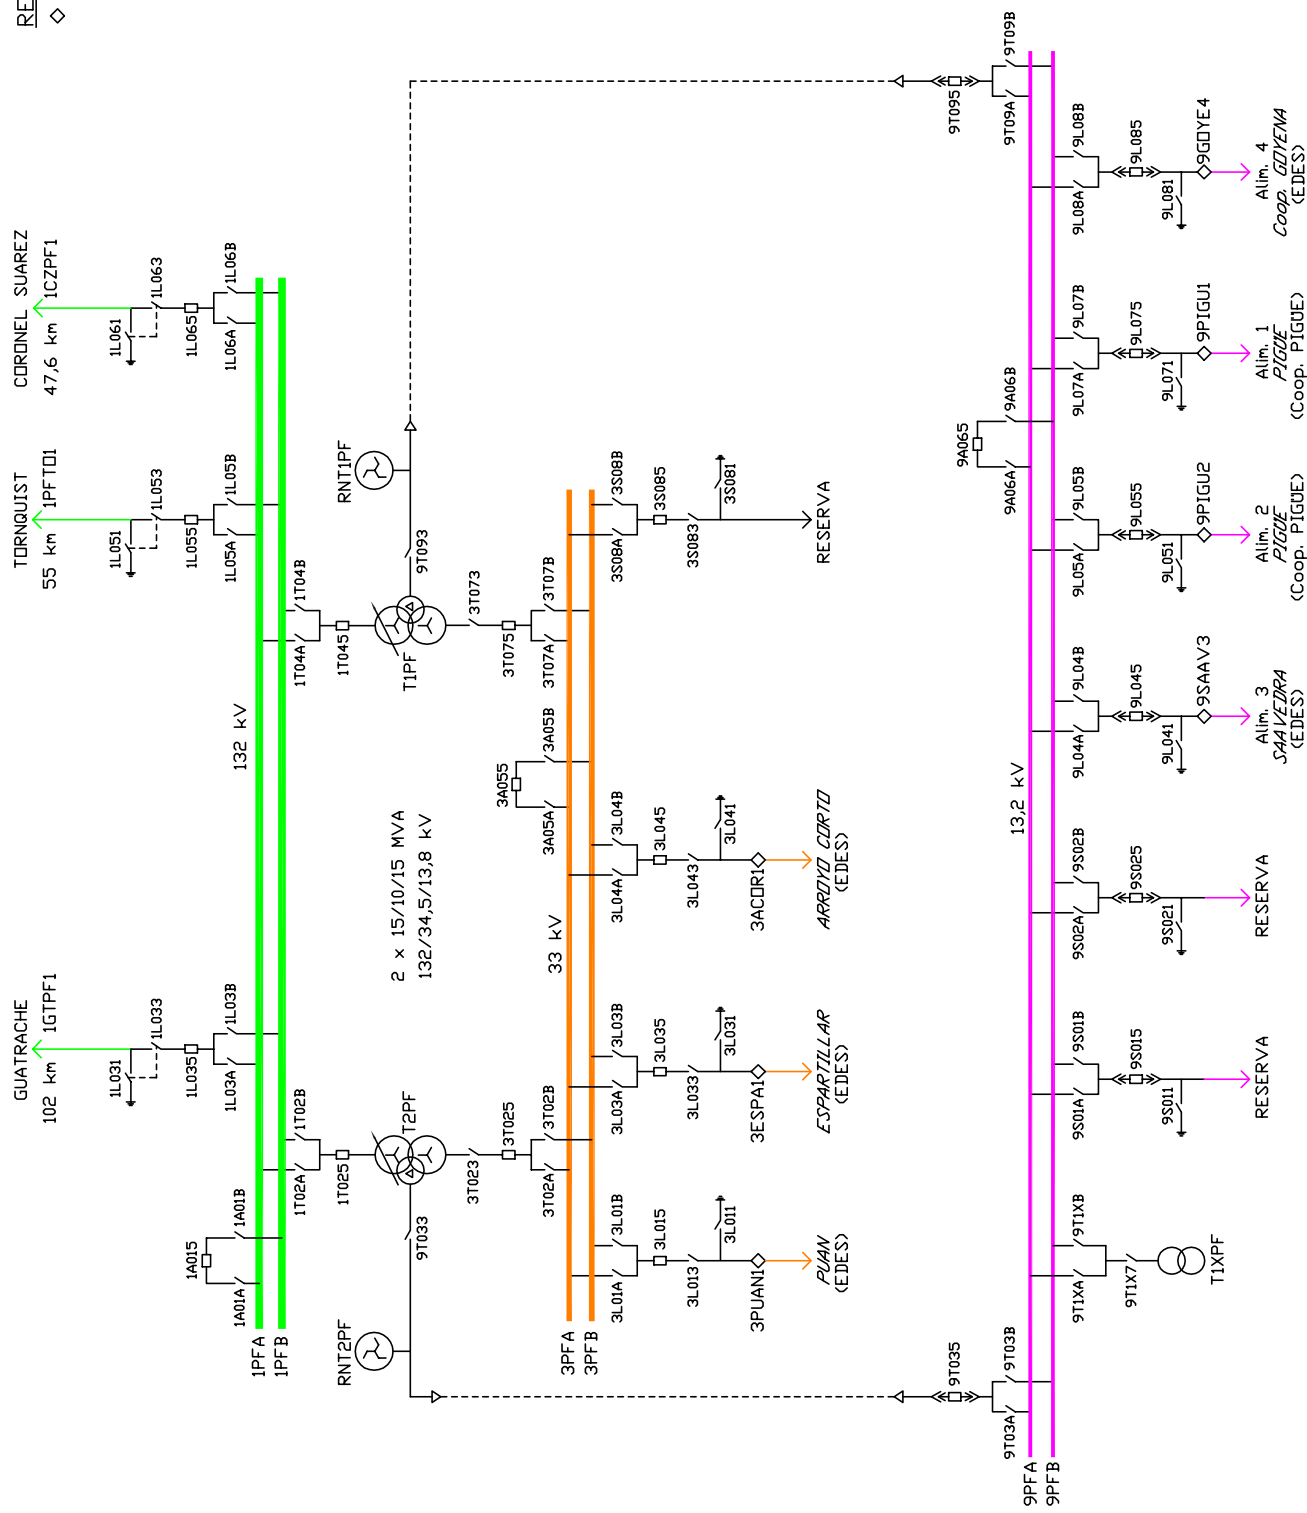 RE
GUATRACHE
102 km 1GTPF1
TORNQUIST
55 km 1PFTO1
CORONEL SUAREZ
47,6 km 1CZPF1
1L031
1L033
1L035
1L03A
1L03B
1L051
1L053
1L055
1L05A
1L05B
1L061
1L063
1L065
1L06A
1L06B
1A015
1A01A
1A01B
1PFA
1PFB
132 kV
1T02A
1T02B
1T025
T2PF
1T04A
1T04B
1T045
T1PF
RNT2PF
9T033
RNT1PF
9T093
2 x 15/10/15 MVA
132/34,5/13,8 kV
3T023
3T025
3T02A
3T02B
3T073
3T075
3T07A
3T07B
3A055
3A05A
3A05B
3PFA
3PFB
33 kV
3L01A
3L01B
3L015
3L013
3L011
3PUAN1
PUAN
(EDES)
3L03A
3L03B
3L035
3L033
3L031
3ESPA1
ESPARTILLAR
(EDES)
3L04A
3L04B
3L045
3L043
3L041
3ACOR1
ARROYO CORTO
(EDES)
3S08A
3S08B
3S085
3S083
3S081
RESERVA
9T035
9T03A
9T03B
9T095
9T09A
9T09B
9A065
9A06A
9A06B
9PFA
9PFB
13,2 kV
9T1XA
9T1XB
9T1X7
T1XPF
9S01A
9S01B
9S015
9S011
RESERVA
9S02A
9S02B
9S025
9S021
RESERVA
9L04A
9L04B
9L045
9L041
9SAAV3
Alim. 3
SAAVEDRA
(EDES)
9L05A
9L05B
9L055
9L051
9PIGU2
Alim. 2
PIGUE
(Coop. PIGUE)
9L07A
9L07B
9L075
9L071
9PIGU1
Alim. 1
PIGUE
(Coop. PIGUE)
9L08A
9L08B
9L085
9L081
9GOYE4
Alim. 4
Coop. GOYENA
(EDES)